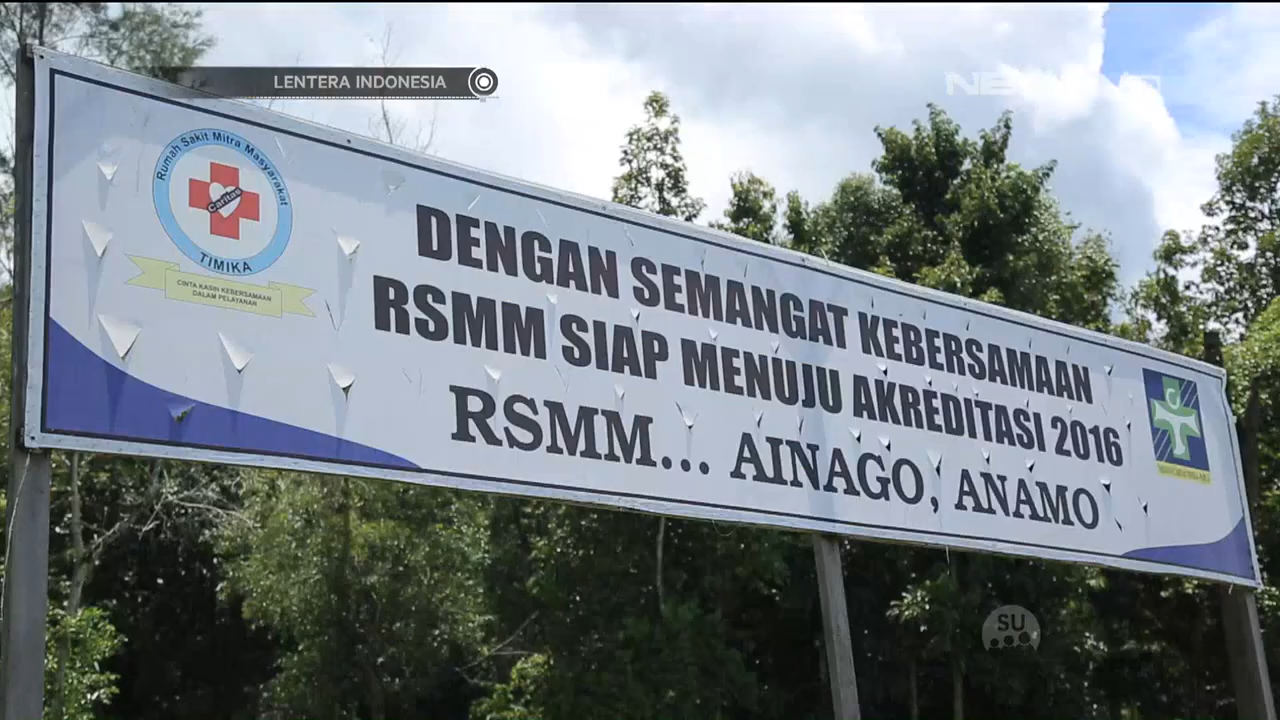 LENTERA INDONESIA
Rumah Sakit Mitra Masyarakat
Caritas
TIMIKA
CINTA KASIH KEBERSAMAAN
DALAM PELAYANAN
DENGAN SEMANGAT KEBERSAMAAN
RSMM SIAP MENUJU AKREDITASI 2016
RSMM... AINAGO, ANAMO
SU